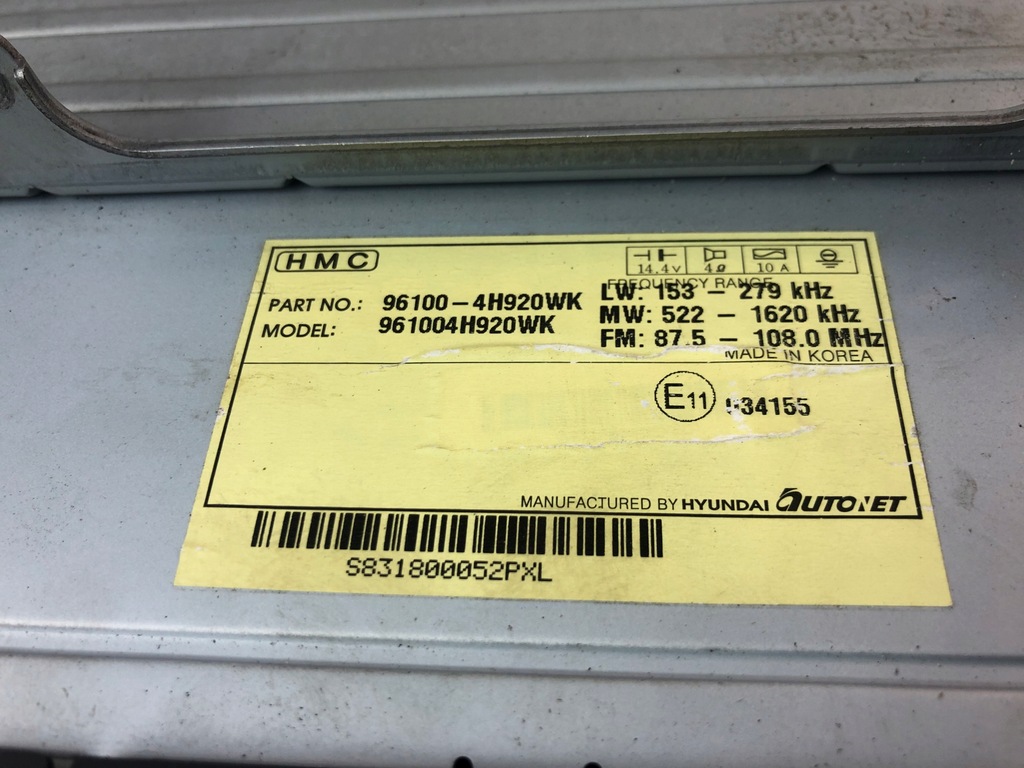 HMC
14.4V 4Ω 10A
FREQUENCY RANGE
PART NO.: 96100-4H920WK
MODEL: 961004H920WK
LW: 153 - 279 kHz
MW: 522 - 1620 kHz
FM: 87.5 - 108.0 MHz
MADE IN KOREA
E11 34155
MANUFACTURED BY HYUNDAI AUTONET
S831800052PXL